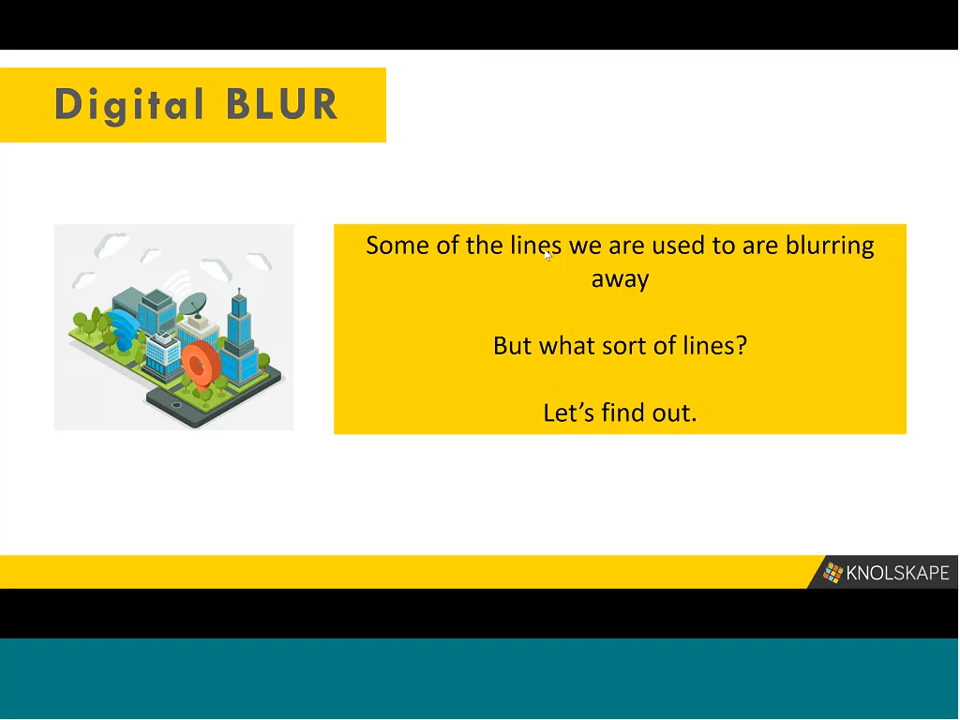 Digital BLUR
Some of the lines we are used to are blurring
away
But what sort of lines?
Let’s find out.
KNOLSKAPE